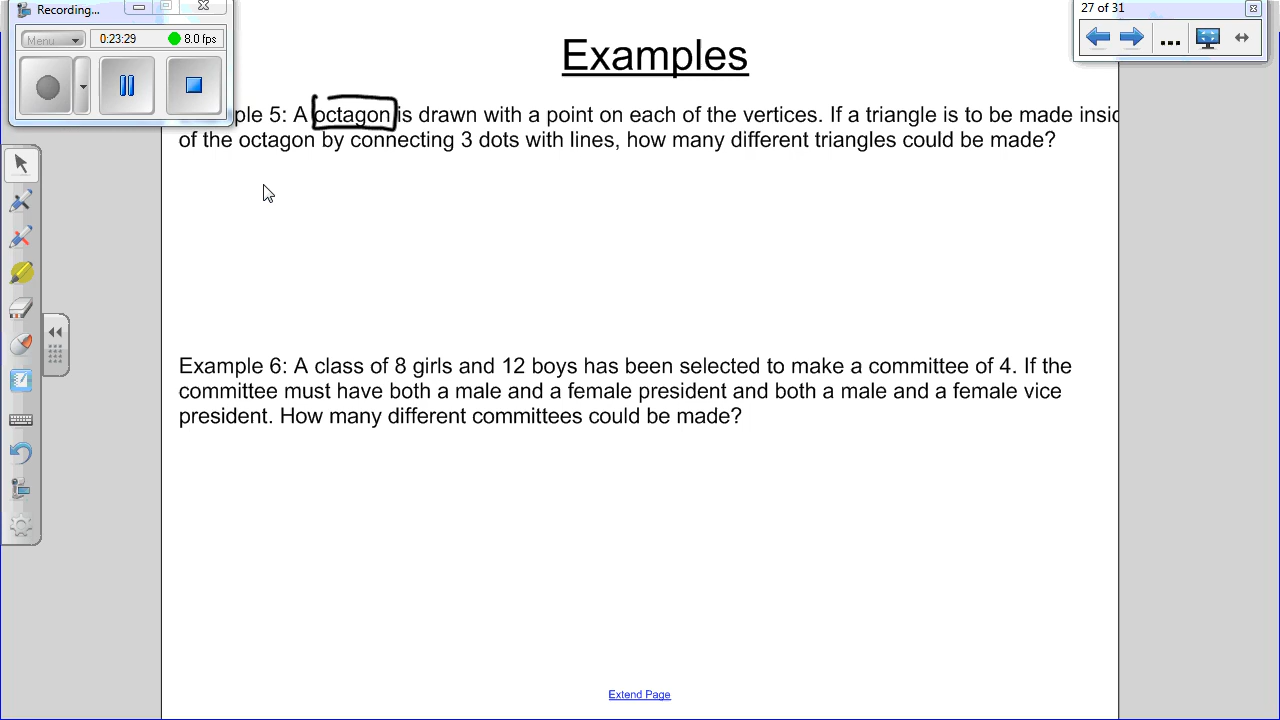 Recording...
Menu
0:23:29
8.0 fps
27 of 31
Examples
ple 5: A octagon is drawn with a point on each of the vertices. If a triangle is to be made insid
of the octagon by connecting 3 dots with lines, how many different triangles could be made?
Example 6: A class of 8 girls and 12 boys has been selected to make a committee of 4. If the
committee must have both a male and a female president and both a male and a female vice
president. How many different committees could be made?
Extend Page